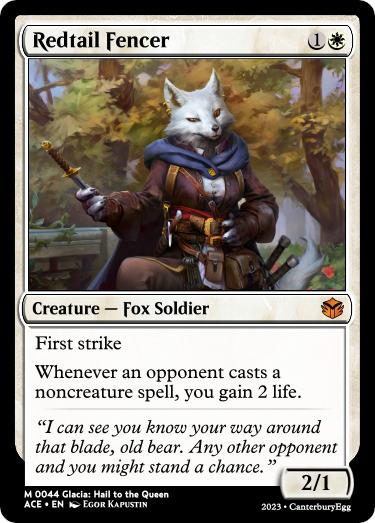 Redtail Fencer 1
Creature — Fox Soldier
First strike
Whenever an opponent casts a
noncreature spell, you gain 2 life.
“I can see you know your way around
that blade, old bear. Any other opponent
and you might stand a chance.”
2/1
M 0044 Glacia: Hail to the Queen
ACE • EN Egor Kapustin
2023 • CanterburyEgg